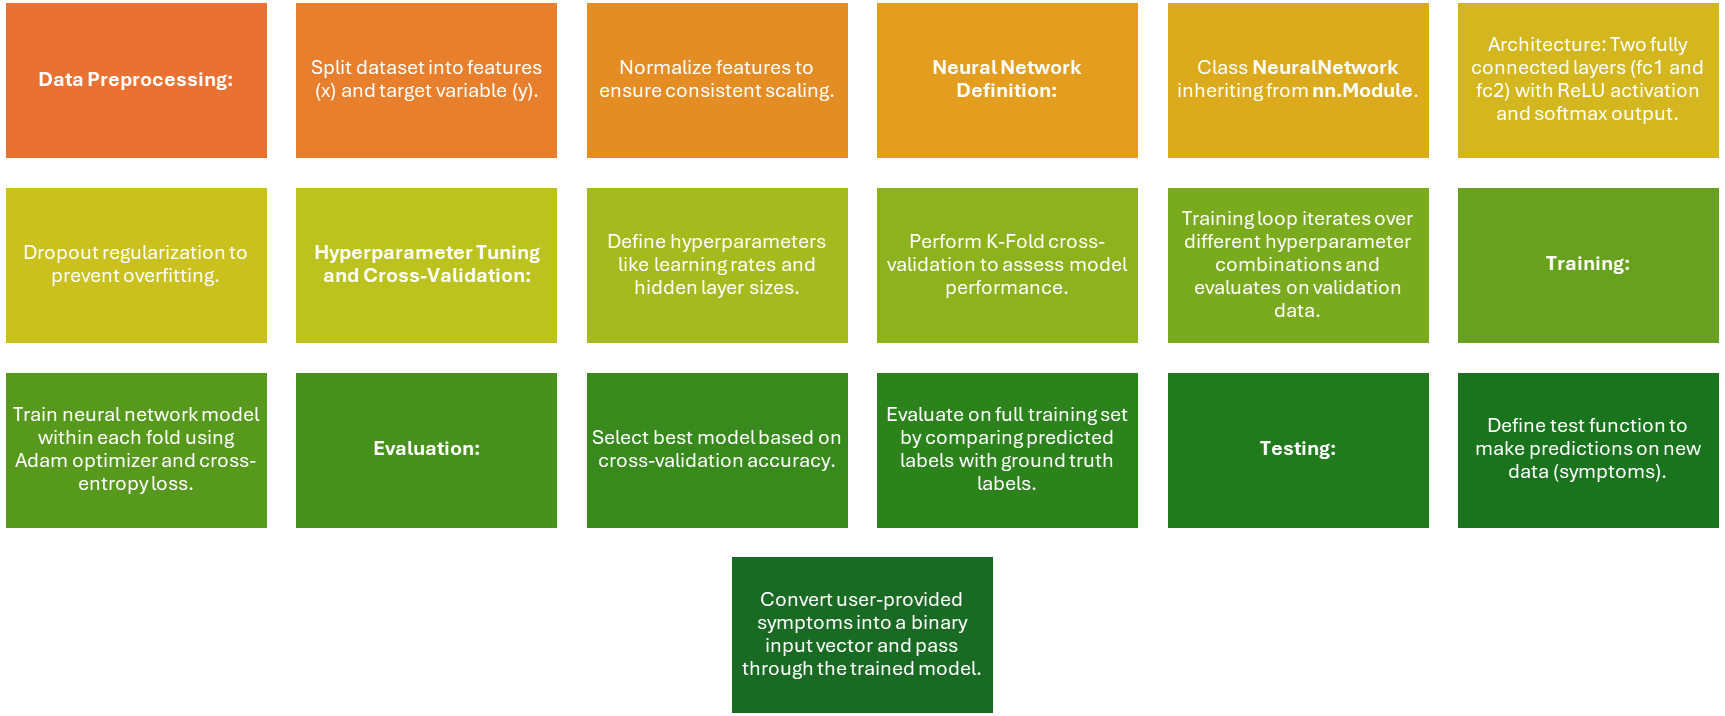 Data Preprocessing:
Split dataset into features
(x) and target variable (y).
Normalize features to
ensure consistent scaling.
Neural Network
Definition:
Class NeuralNetwork
inheriting from nn.Module.
Architecture: Two fully
connected layers (fc1 and
fc2) with ReLU activation
and softmax output.
Dropout regularization to
prevent overfitting.
Hyperparameter Tuning
and Cross-Validation:
Define hyperparameters
like learning rates and
hidden layer sizes.
Perform K-Fold cross-
validation to assess model
performance.
Training loop iterates over
different hyperparameter
combinations and
evaluates on validation
data.
Training:
Train neural network model
within each fold using
Adam optimizer and cross-
entropy loss.
Evaluation:
Select best model based on
cross-validation accuracy.
Evaluate on full training set
by comparing predicted
labels with ground truth
labels.
Testing:
Define test function to
make predictions on new
data (symptoms).
Convert user-provided
symptoms into a binary
input vector and pass
through the trained model.